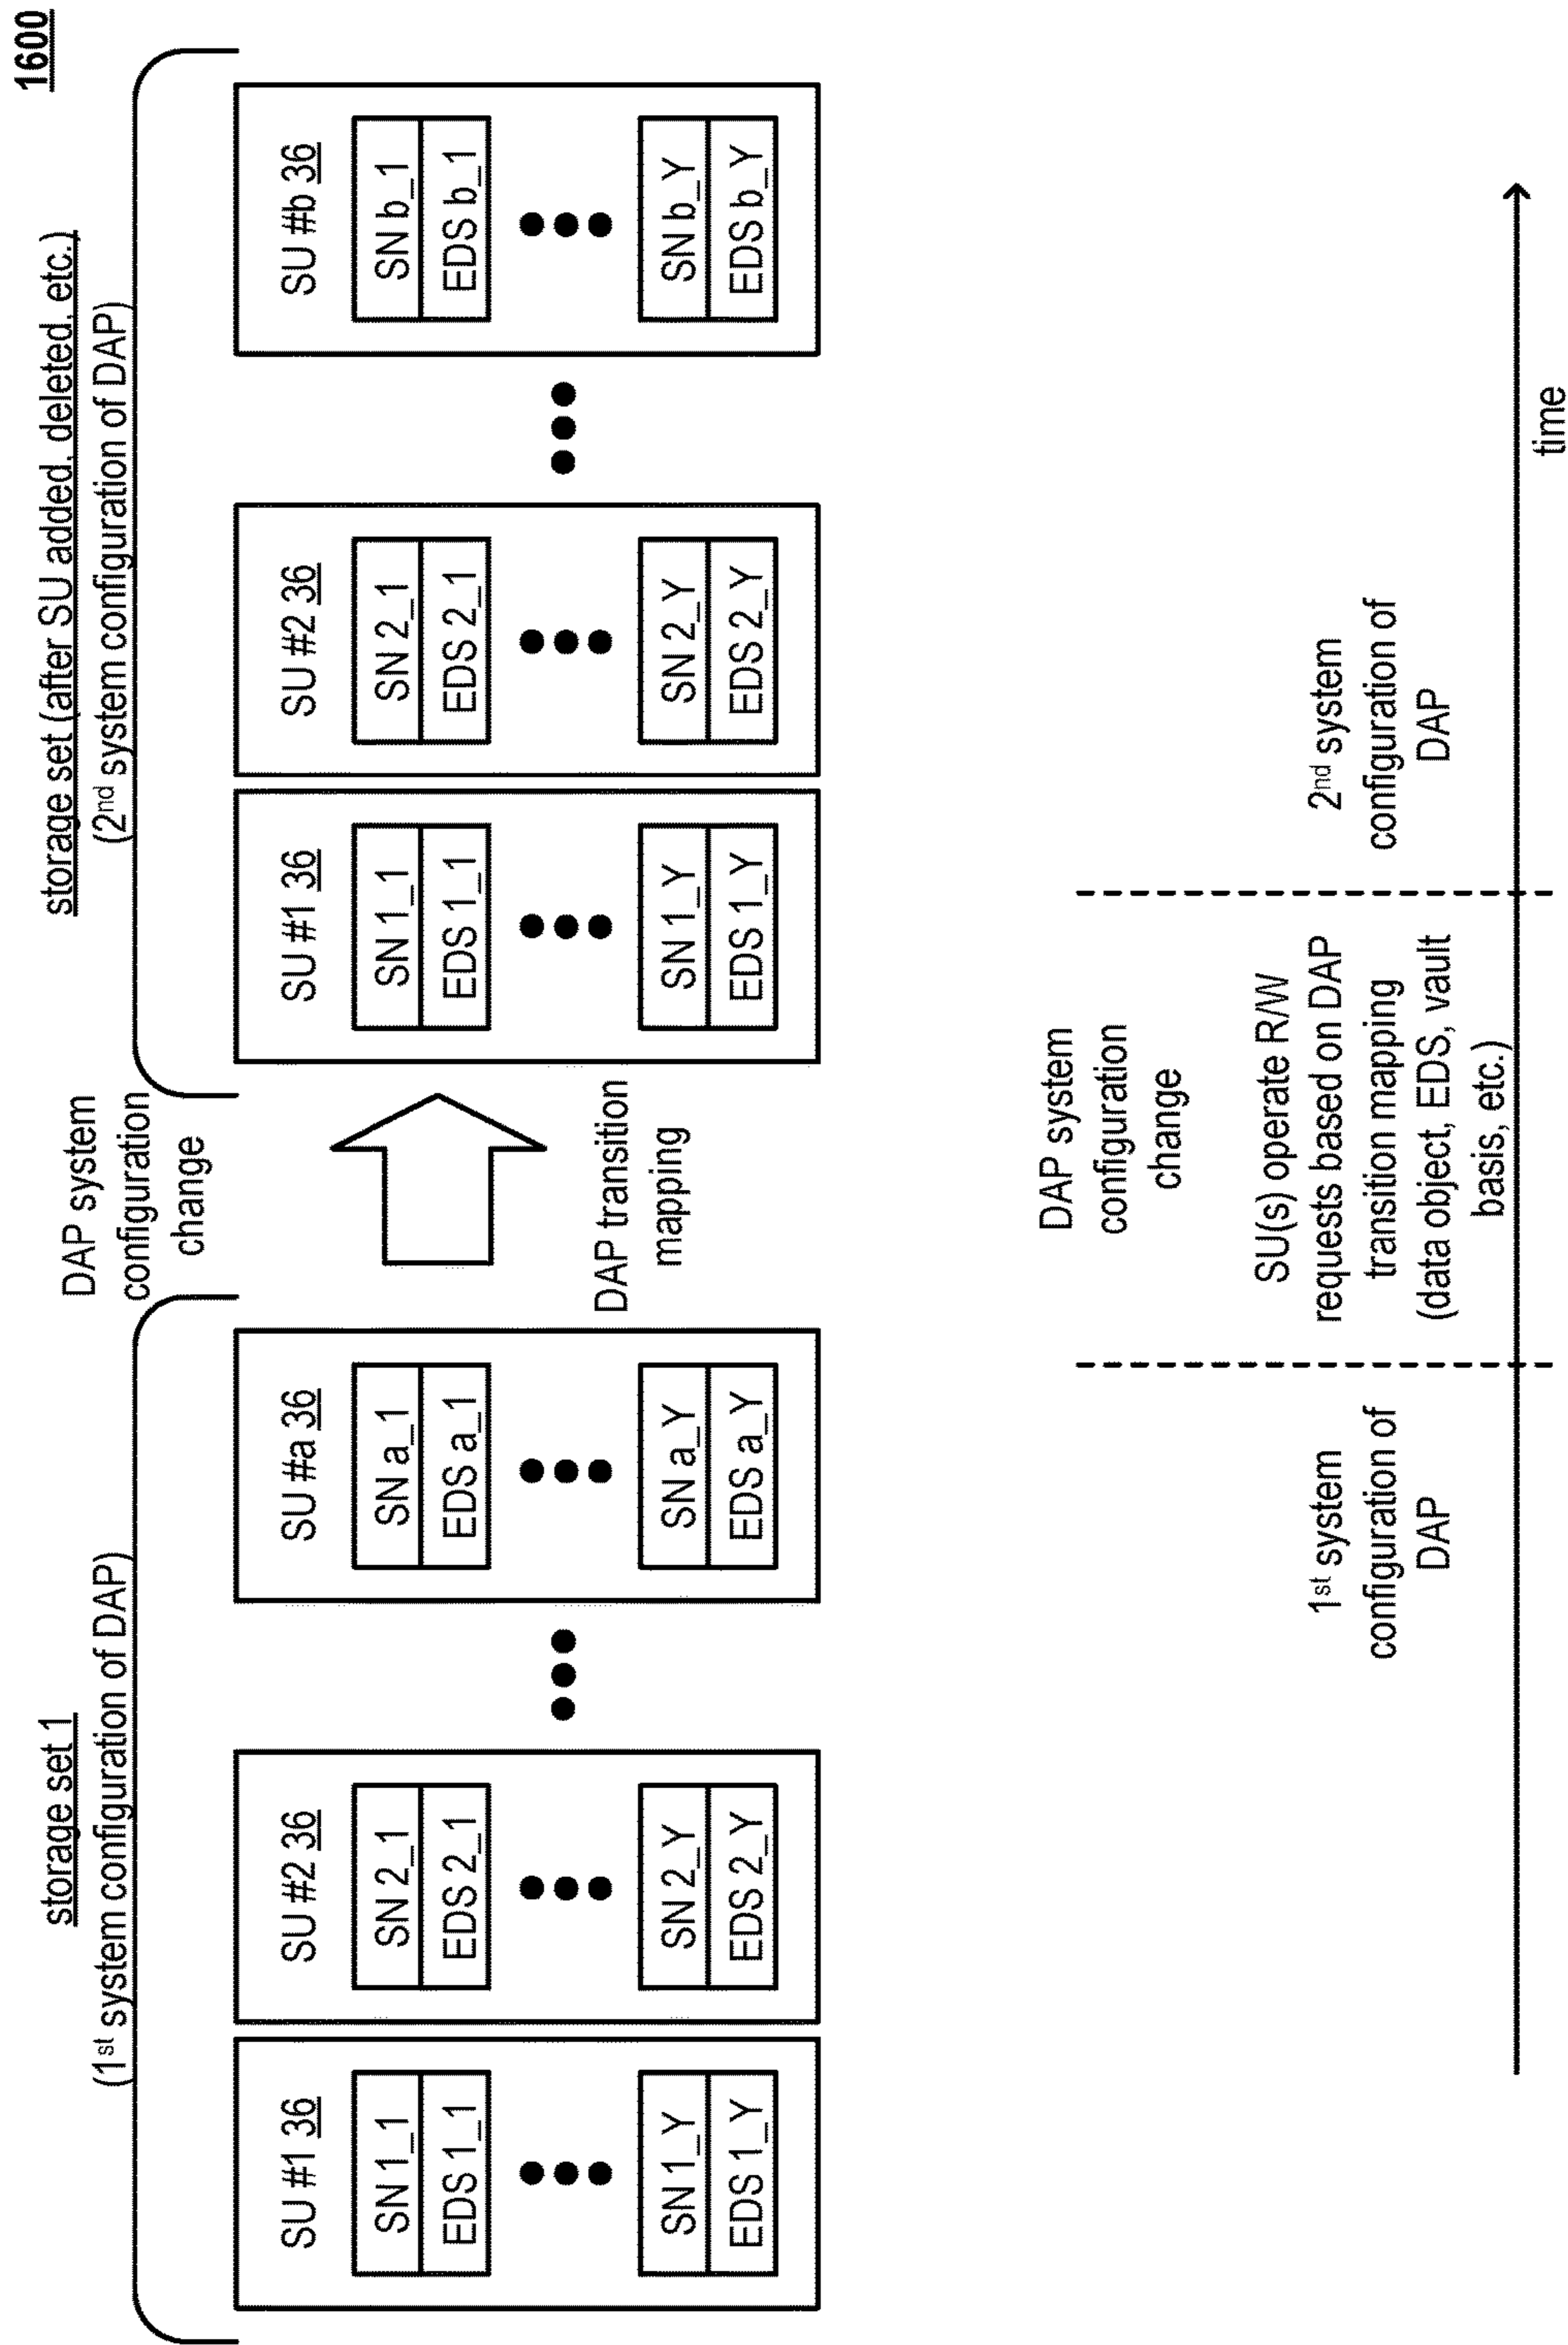 1600
storage set 1
(1st system configuration of DAP)
SU #1 36
SN 1_1
EDS 1_1
SN 1_Y
EDS 1_Y
SU #2 36
SN 2_1
EDS 2_1
SN 2_Y
EDS 2_Y
SU #a 36
SN a_1
EDS a_1
SN a_Y
EDS a_Y
DAP system
configuration
change
DAP transition
mapping
storage set (after SU added, deleted, etc.)
(2nd system configuration of DAP)
SU #1 36
SN 1_1
EDS 1_1
SN 1_Y
EDS 1_Y
SU #2 36
SN 2_1
EDS 2_1
SN 2_Y
EDS 2_Y
SU #b 36
SN b_1
EDS b_1
SN b_Y
EDS b_Y
1st system
configuration of
DAP
DAP system
configuration
change
SU(s) operate R/W
requests based on DAP
transition mapping
(data object, EDS, vault
basis, etc.)
2nd system
configuration of
DAP
time